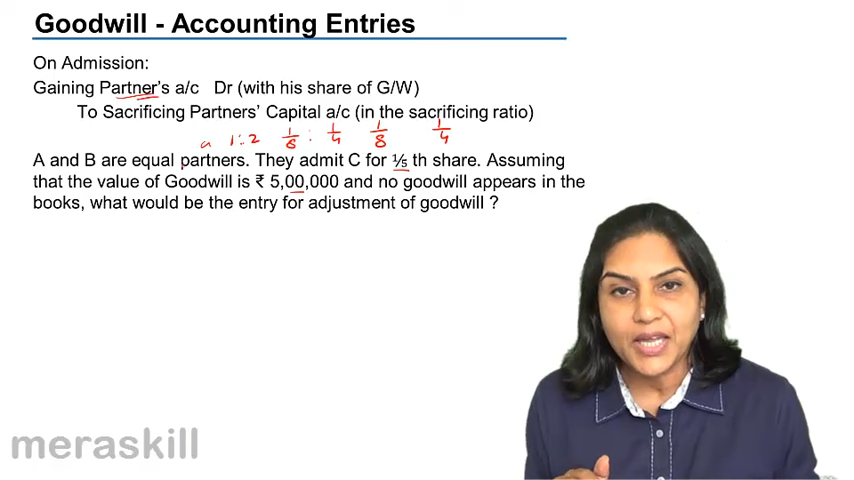 Goodwill - Accounting Entries
On Admission:
Gaining Partner's a/c Dr (with his share of G/W)
To Sacrificing Partners' Capital a/c (in the sacrificing ratio)
1:2 1/8 : 1/4 1/8 1/4
A and B are equal partners. They admit C for ⅕ th share. Assuming
that the value of Goodwill is ₹ 5,00,000 and no goodwill appears in the
books, what would be the entry for adjustment of goodwill ?
meraskill